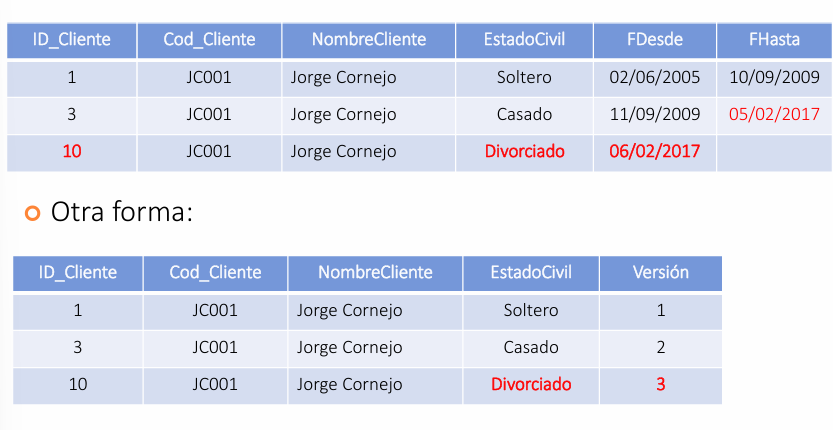 ID_Cliente Cod_Cliente NombreCliente EstadoCivil FDesde FHasta
1 JC001 Jorge Cornejo Soltero 02/06/2005 10/09/2009
3 JC001 Jorge Cornejo Casado 11/09/2009 05/02/2017
10 JC001 Jorge Cornejo Divorciado 06/02/2017
Otra forma:
ID_Cliente Cod_Cliente NombreCliente EstadoCivil Versión
1 JC001 Jorge Cornejo Soltero 1
3 JC001 Jorge Cornejo Casado 2
10 JC001 Jorge Cornejo Divorciado 3